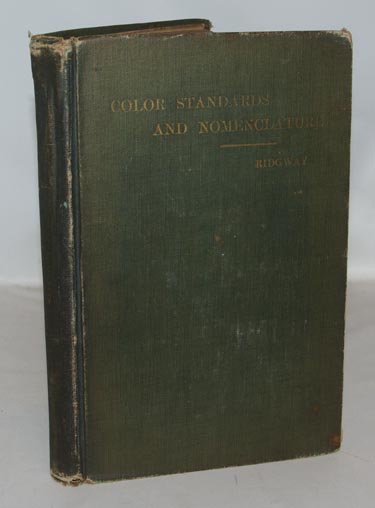 COLOR STANDARDS
AND NOMENCLATURE
RIDGWAY